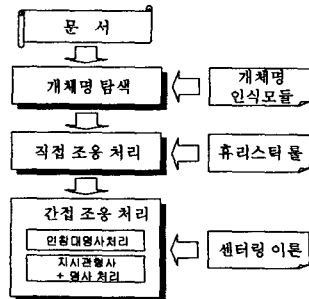 문 서
개체명 탐색
개체명
인식모듈
직접 조응 처리
휴리스틱 룰
간접 조응 처리
인칭대명사처리
지시관형사
+ 명사 처리
센터링 이론